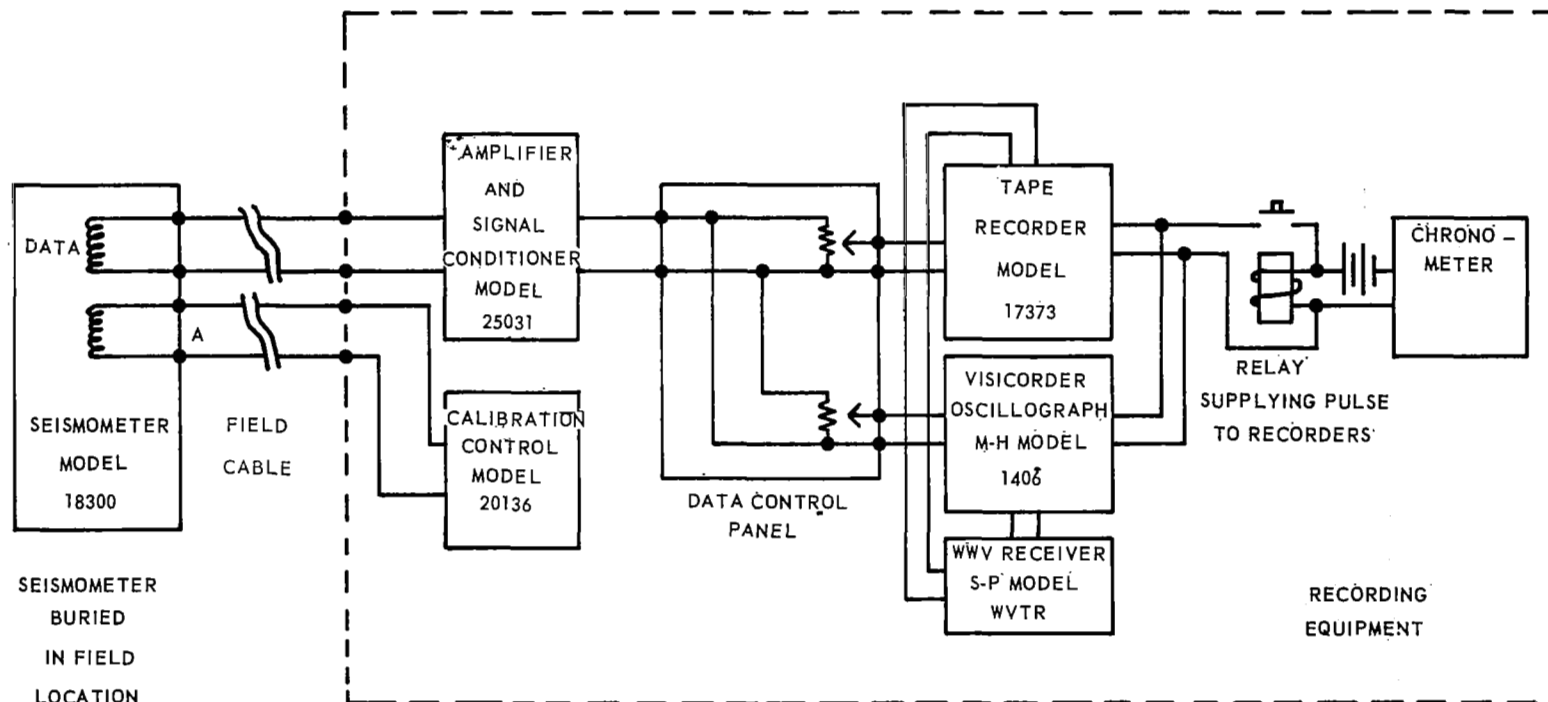 DATA
A
SEISMOMETER
MODEL
18300
FIELD
CABLE
SEISMOMETER
BURIED
IN FIELD
LOCATION
AMPLIFIER
AND
SIGNAL
CONDITIONER
MODEL
25031
CALIBRATION
CONTROL
MODEL
20136
DATA CONTROL
PANEL
TAPE
RECORDER
MODEL
17373
VISICORDER
OSCILLOGRAPH
M-H MODEL
1406
WWV RECEIVER
S-P MODEL
WVTR
RELAY
SUPPLYING PULSE
TO RECORDERS
CHRONO -
METER
RECORDING
EQUIPMENT